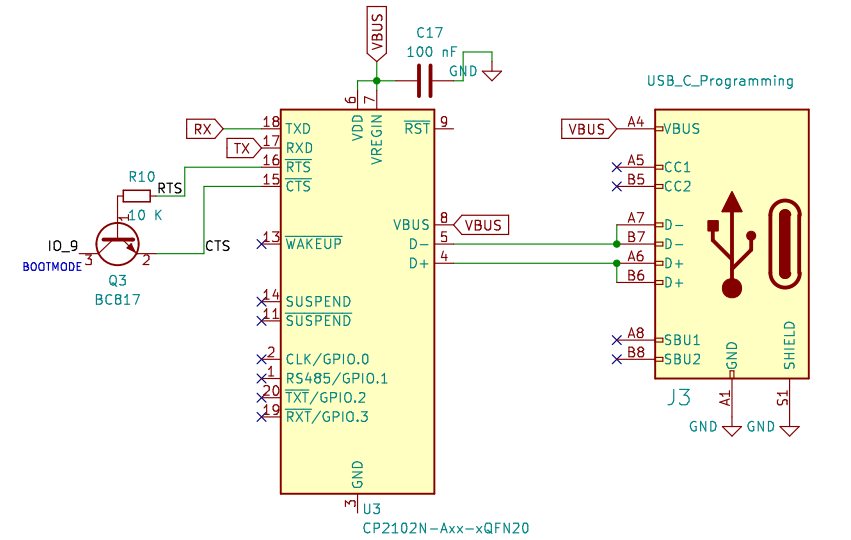 VBUS
C17
100 nF
GND
6
7
VDD
VREGIN
RX
18
TXD
TX
17
RXD
16
RTS
15
CTS
9
RST
R10
RTS
10 K
1
IO_9
BOOTMODE
3
2
CTS
Q3
BC817
13
WAKEUP
14
SUSPEND
11
SUSPEND
2
CLK/GPIO.0
1
RS485/GPIO.1
20
TXT/GPIO.2
19
RXT/GPIO.3
VBUS
8
VBUS
D-
5
D+
4
GND
3
U3
CP2102N-Axx-xQFN20
USB_C_Programming
VBUS
A4
VBUS
A5
CC1
B5
CC2
A7
D-
B7
D-
A6
D+
B6
D+
A8
SBU1
B8
SBU2
GND
SHIELD
J3
A1
S1
GND
GND